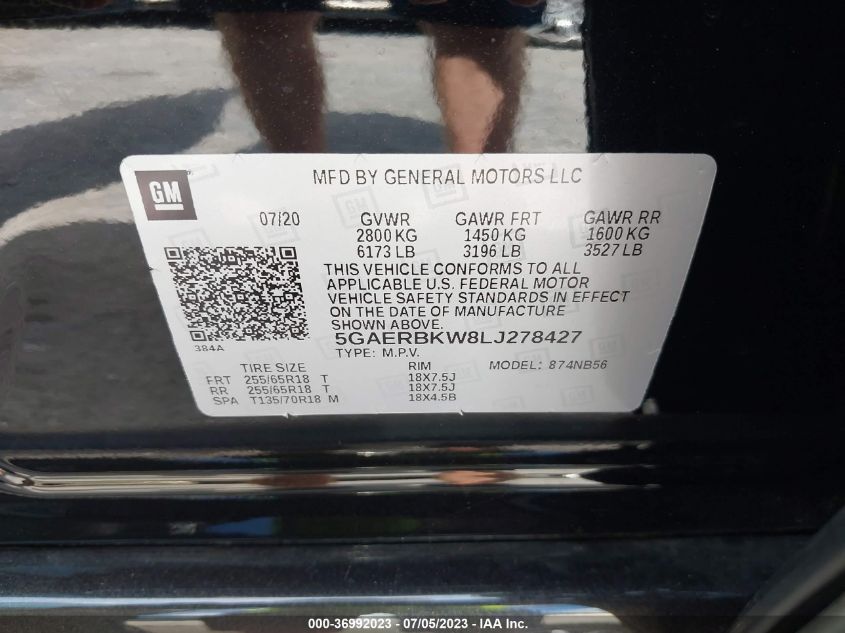 GM
MFD BY GENERAL MOTORS LLC
07/20 GVWR GAWR FRT GAWR RR
2800 KG 1450 KG 1600 KG
6173 LB 3196 LB 3527 LB
THIS VEHICLE CONFORMS TO ALL
APPLICABLE U.S. FEDERAL MOTOR
VEHICLE SAFETY STANDARDS IN EFFECT
ON THE DATE OF MANUFACTURE
SHOWN ABOVE.
384A 5GAERBKW8LJ278427
TYPE: M.P.V. MODEL: 874NB56
TIRE SIZE RIM
FRT 255/65R18 T 18X7.5J
RR 255/65R18 T 18X7.5J
SPA T135/70R18 M 18X4.5B
000-36992023 - 07/05/2023 - IAA Inc.